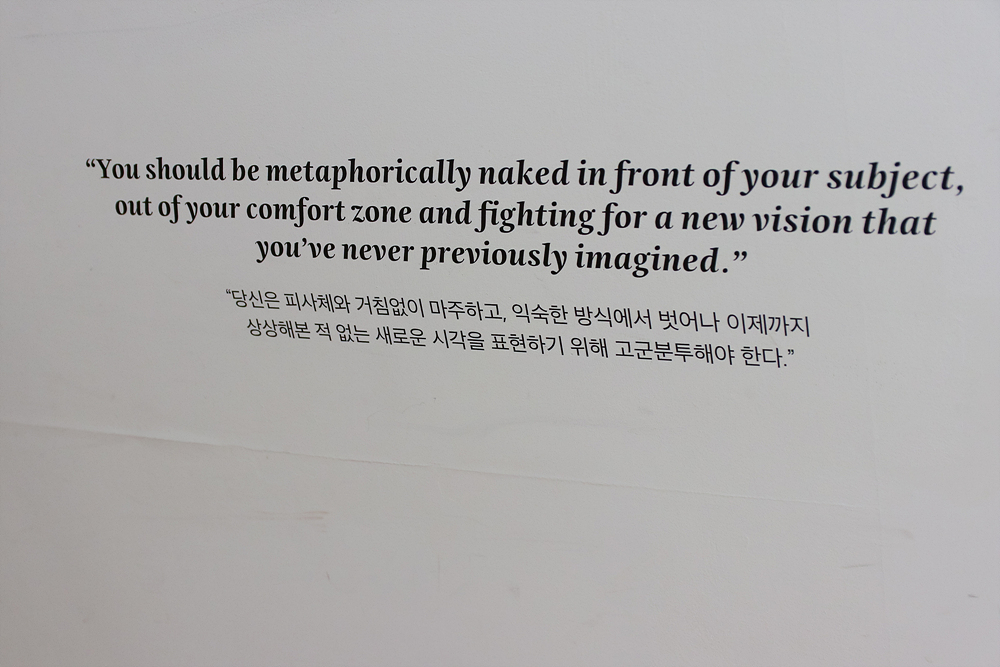 “You should be metaphorically naked in front of your subject,
out of your comfort zone and fighting for a new vision that
you’ve never previously imagined.”
“당신은 피사체와 거침없이 마주하고, 익숙한 방식에서 벗어나 이제까지
상상해본 적 없는 새로운 시각을 표현하기 위해 고군분투해야 한다.”